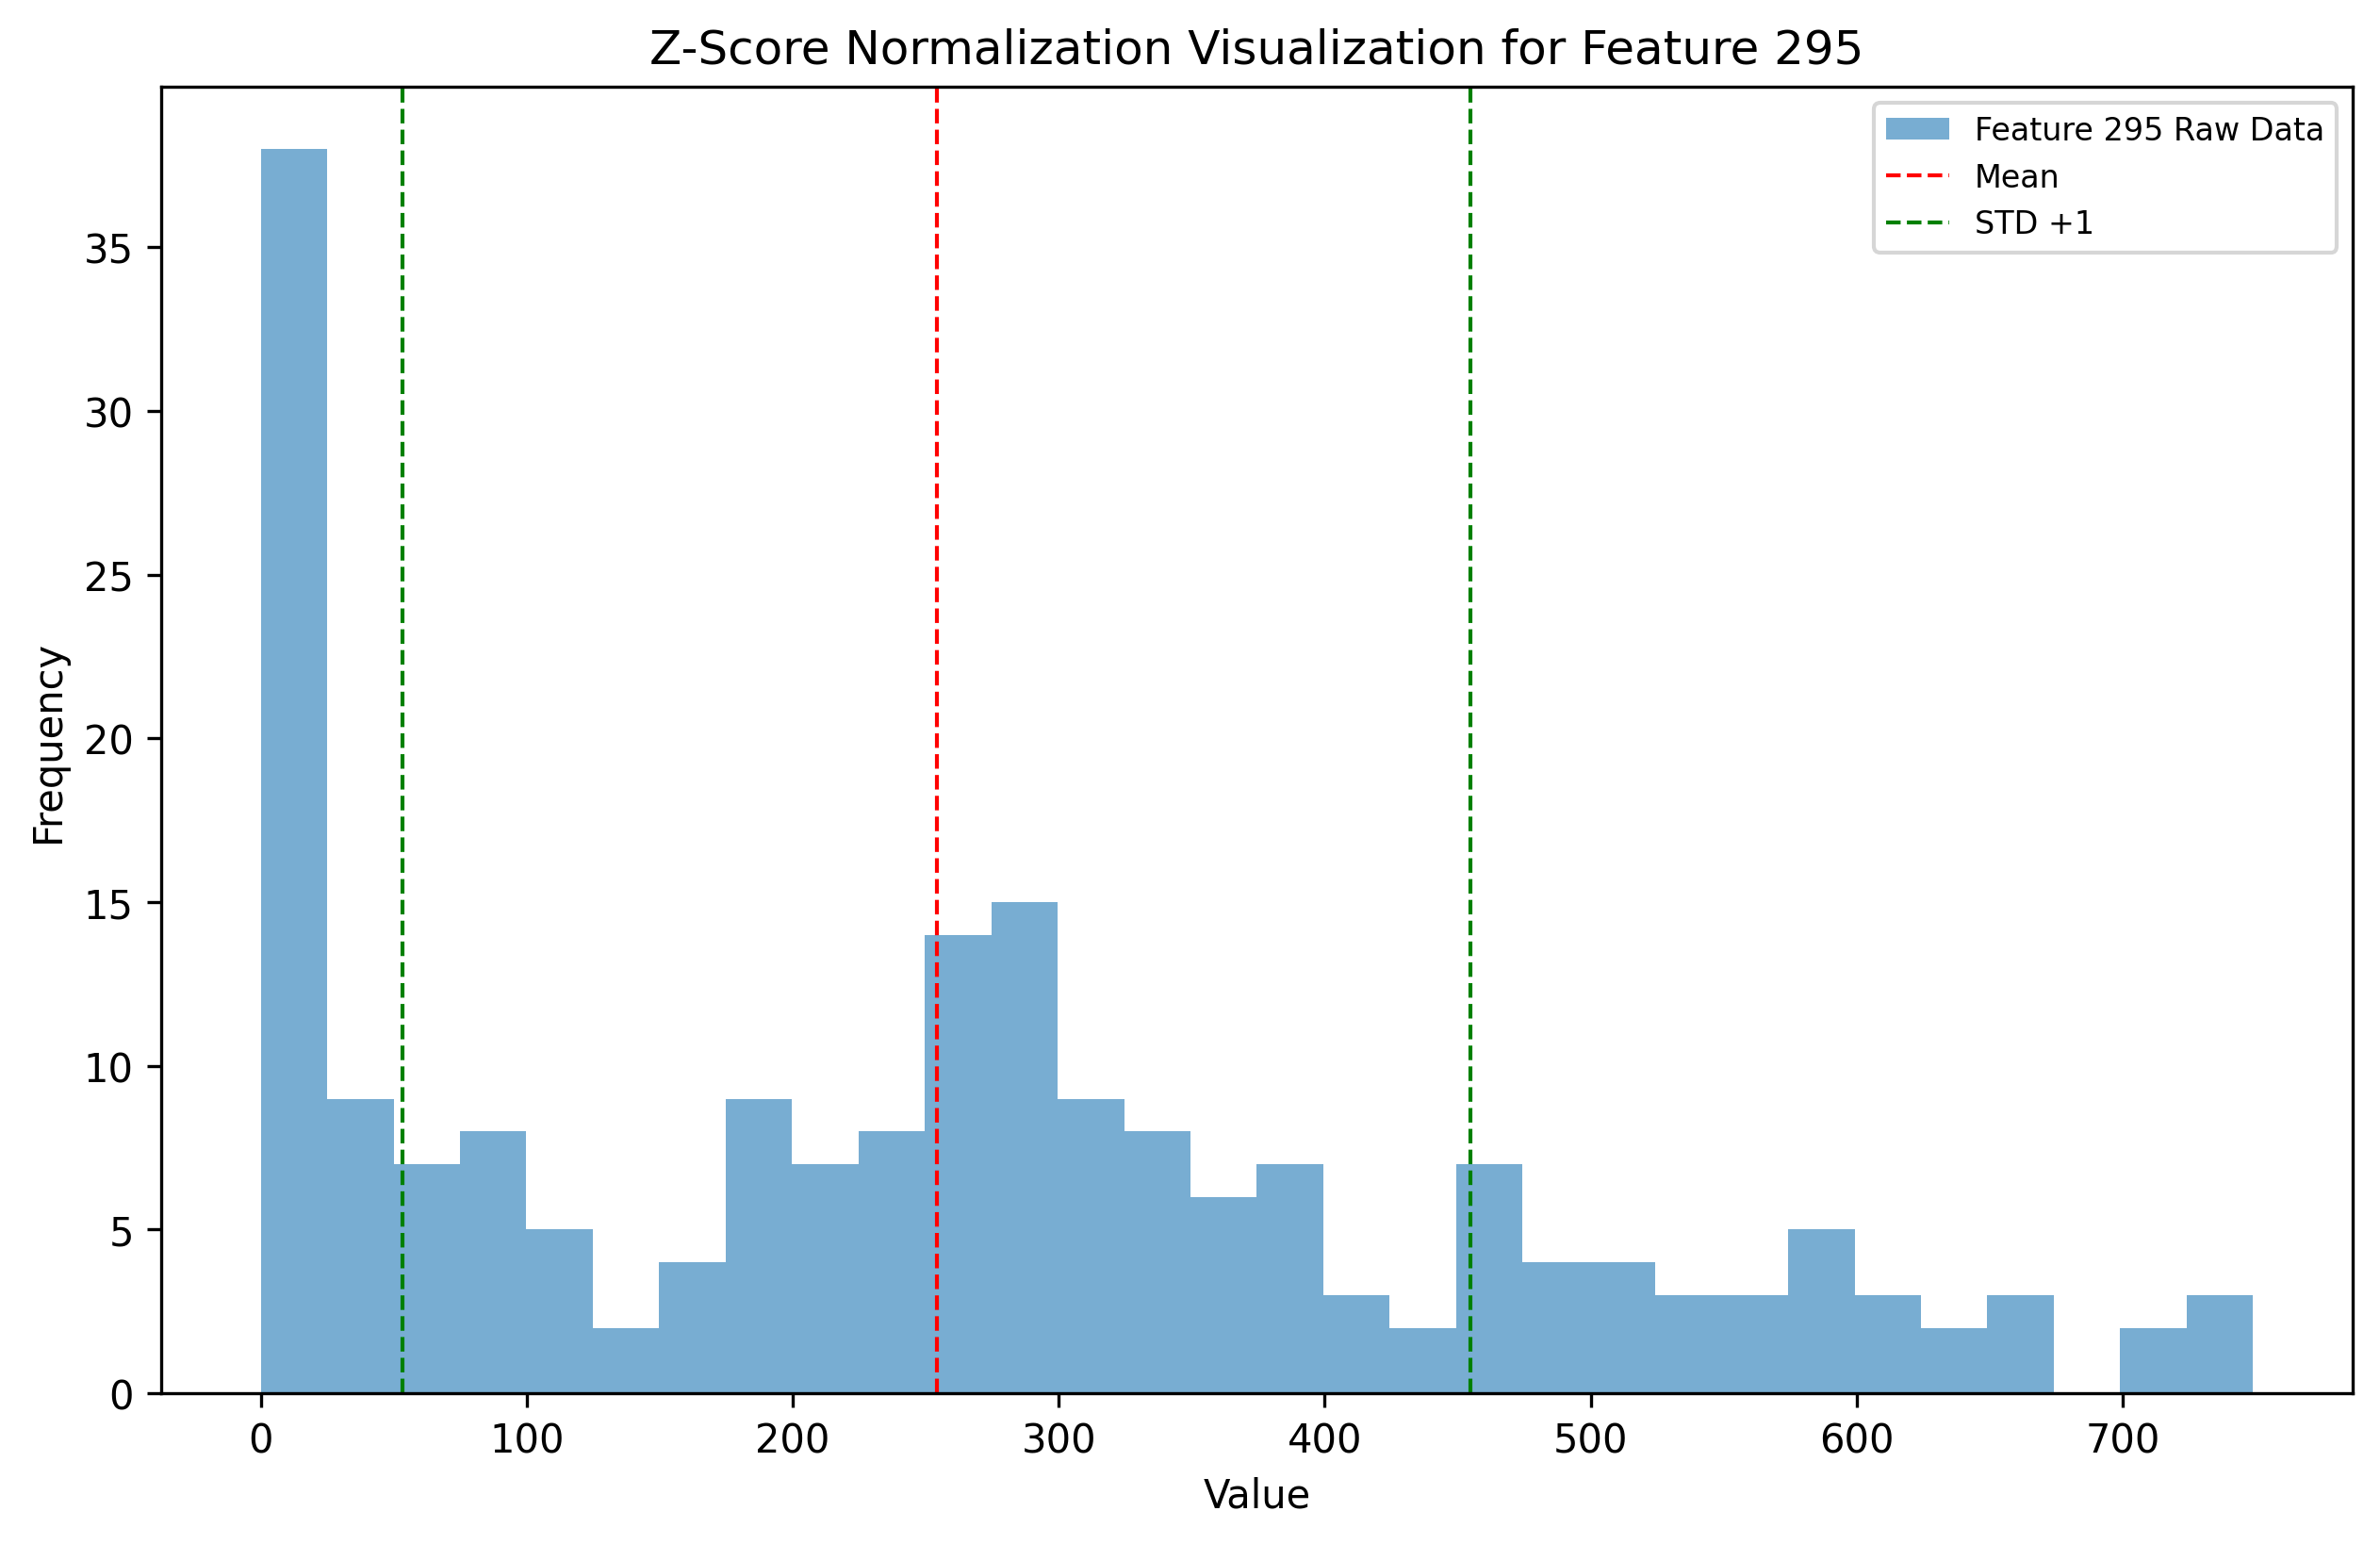 Z-Score Normalization Visualization for Feature 295
Feature 295 Raw Data
Mean
STD +1
35
30
25
20
15
10
5
0
Frequency
0 100 200 300 400 500 600 700
Value